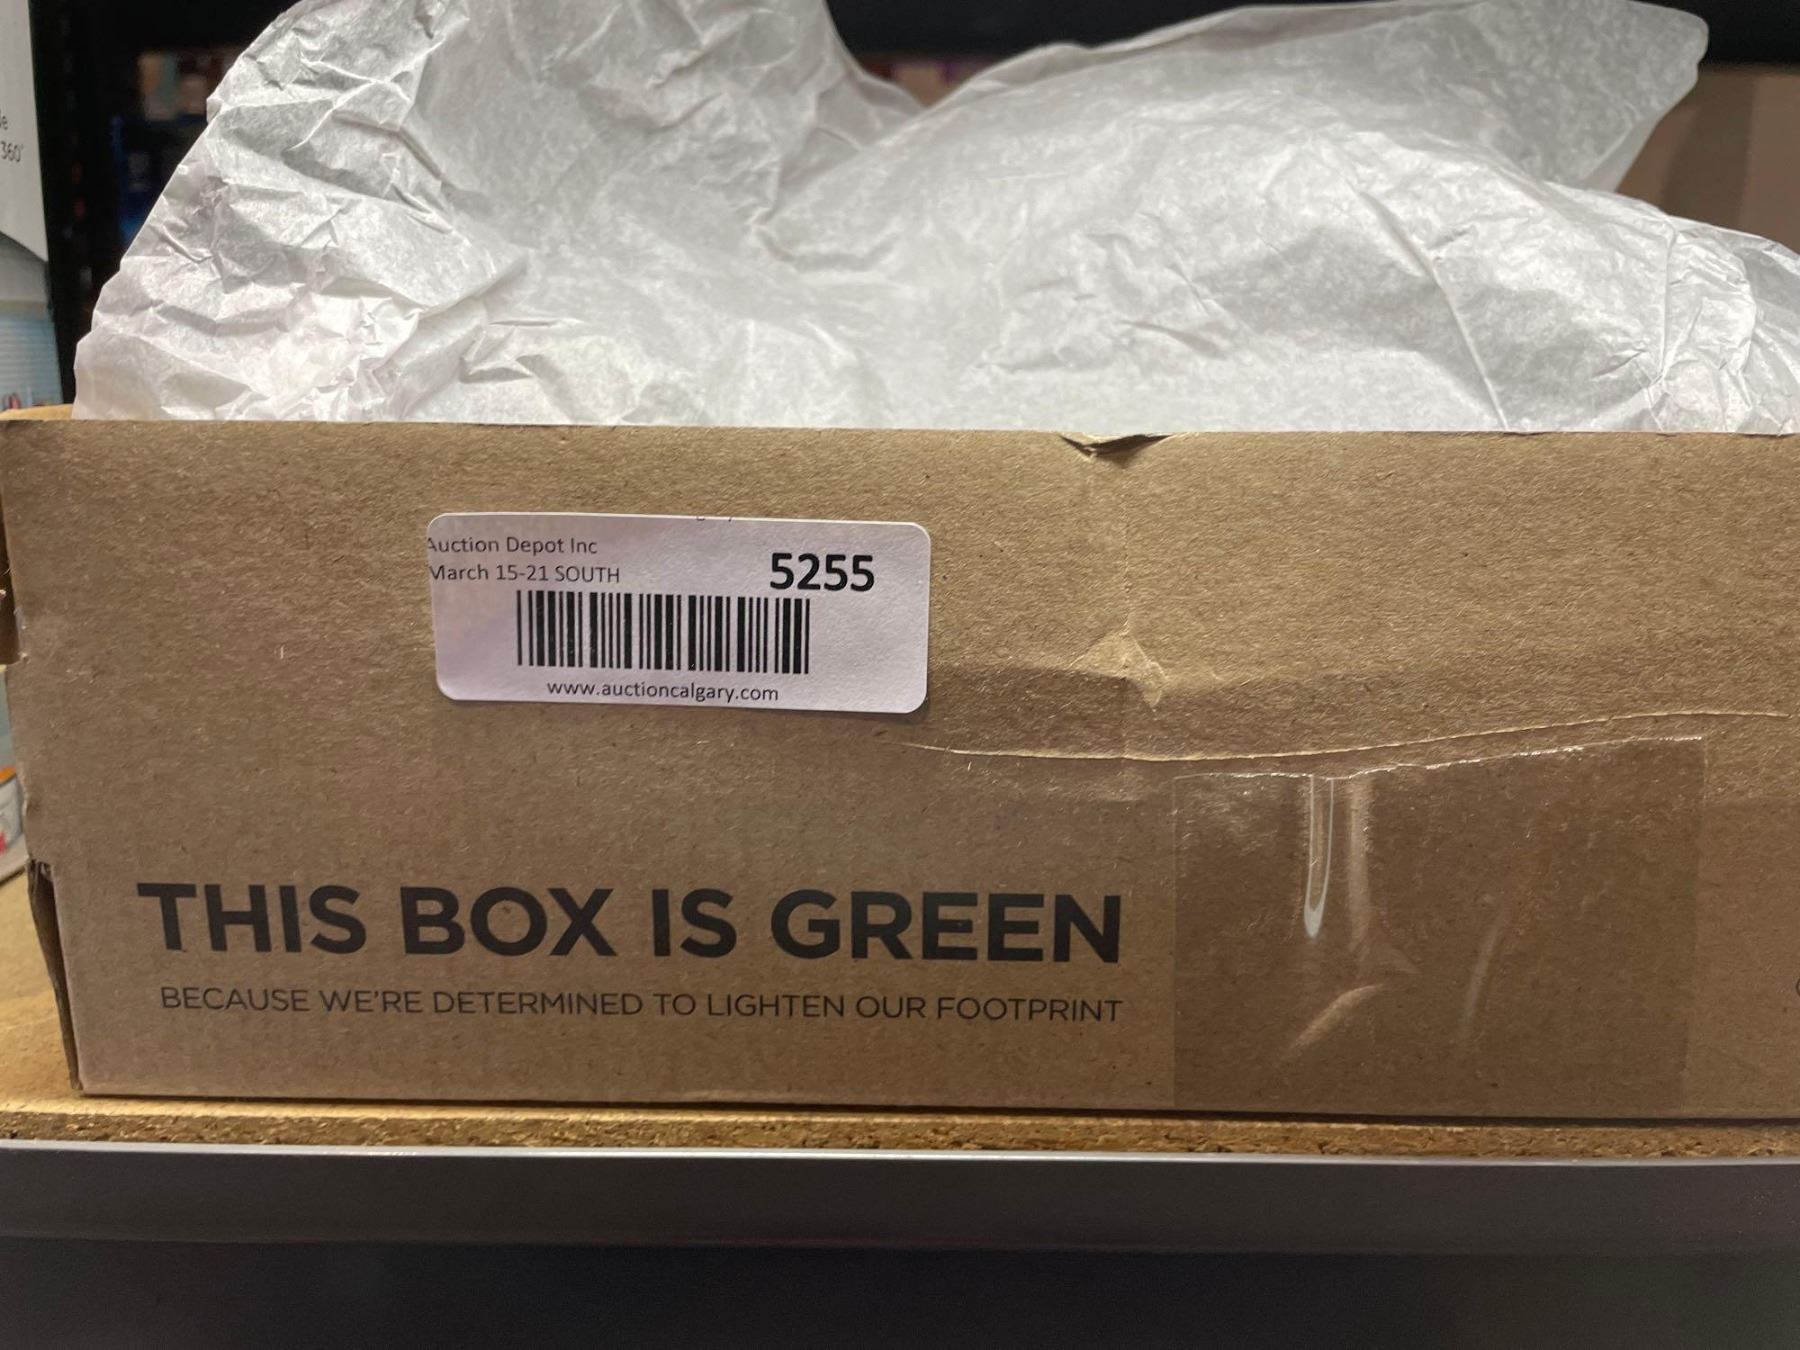 360°
Auction Depot Inc
March 15-21 SOUTH
5255
www.auctioncalgary.com
THIS BOX IS GREEN
BECAUSE WE'RE DETERMINED TO LIGHTEN OUR FOOTPRINT